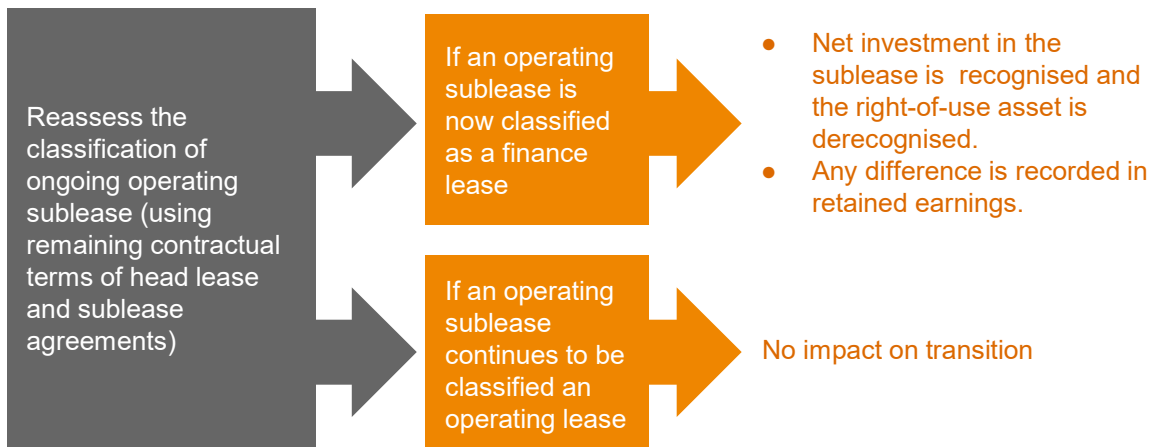 Reassess the
classification of
ongoing operating
sublease (using
remaining contractual
terms of head lease
and sublease
agreements)
If an operating
sublease is
now classified
as a finance
lease
● Net investment in the
sublease is recognised and
the right-of-use asset is
derecognised.
● Any difference is recorded in
retained earnings.
If an operating
sublease
continues to be
classified an
operating lease
No impact on transition